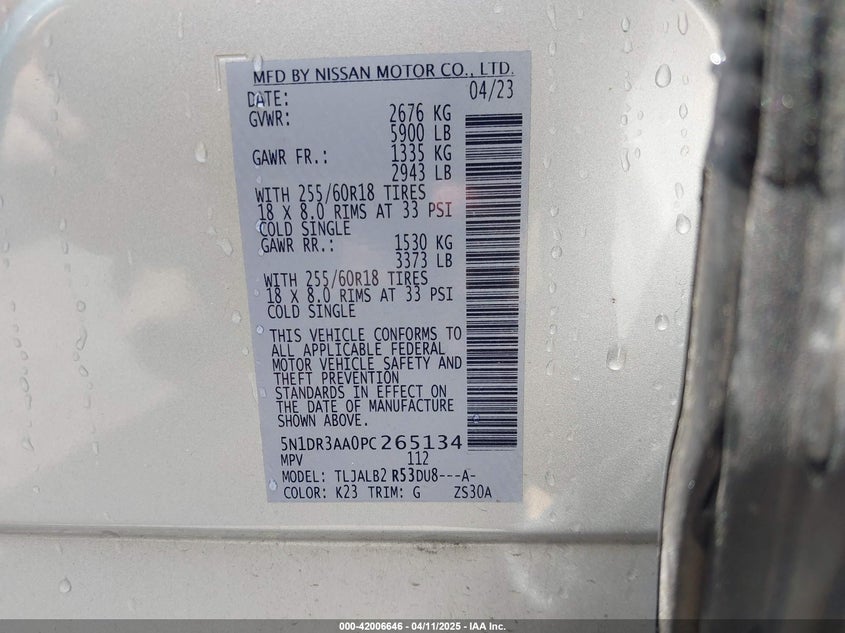 MFD BY NISSAN MOTOR CO., LTD.
DATE: 04/23
GVWR: 2676 KG
5900 LB
GAWR FR.: 1335 KG
2943 LB
WITH 255/60R18 TIRES
18 X 8.0 RIMS AT 33 PSI
COLD SINGLE
GAWR RR.: 1530 KG
3373 LB
WITH 255/60R18 TIRES
18 X 8.0 RIMS AT 33 PSI
COLD SINGLE
THIS VEHICLE CONFORMS TO
ALL APPLICABLE FEDERAL
MOTOR VEHICLE SAFETY AND
THEFT PREVENTION
STANDARDS IN EFFECT ON
THE DATE OF MANUFACTURE
SHOWN ABOVE.
5N1DR3AA0PC265134
MPV 112
MODEL: TLJALB2 R53DU8---A-
COLOR: K23 TRIM: G ZS30A
000-42006646 - 04/11/2025 - IAA Inc.